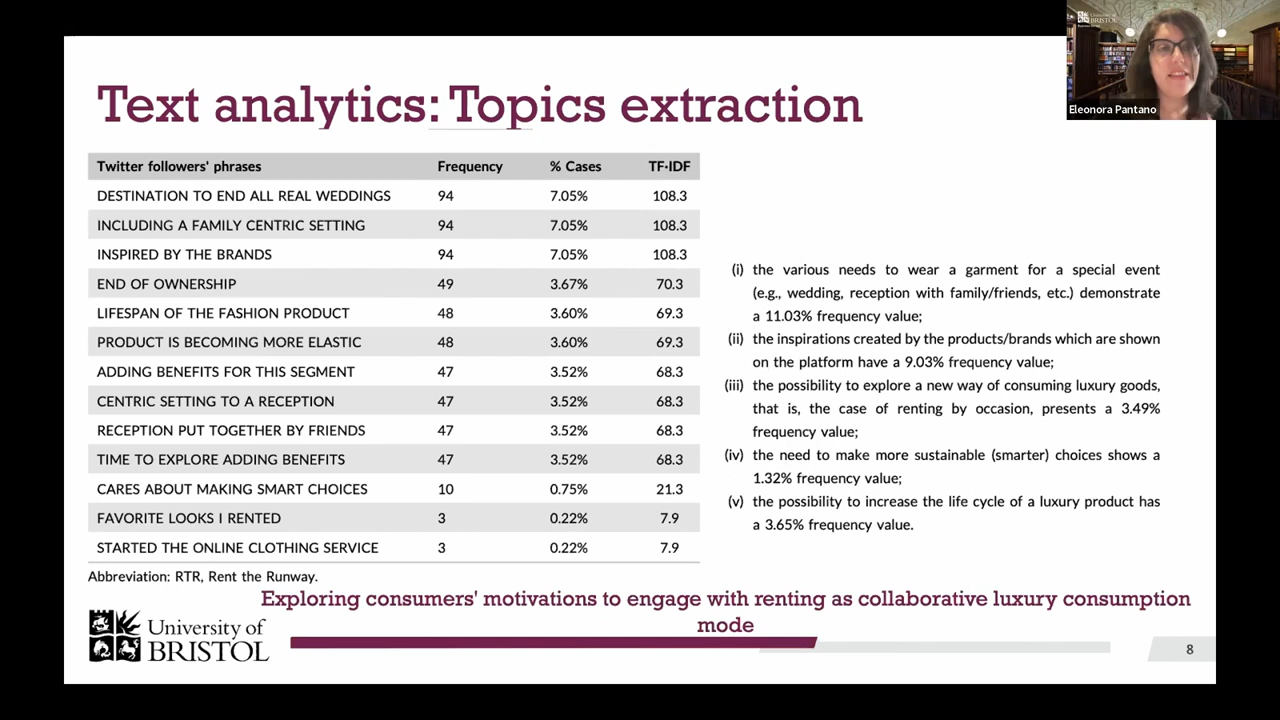 University of
BRISTOL
Eleonora Pantano
Text analytics: Topics extraction
Twitter followers' phrases Frequency % Cases TF·IDF
DESTINATION TO END ALL REAL WEDDINGS 94 7.05% 108.3
INCLUDING A FAMILY CENTRIC SETTING 94 7.05% 108.3
INSPIRED BY THE BRANDS 94 7.05% 108.3
END OF OWNERSHIP 49 3.67% 70.3
LIFESPAN OF THE FASHION PRODUCT 48 3.60% 69.3
PRODUCT IS BECOMING MORE ELASTIC 48 3.60% 69.3
ADDING BENEFITS FOR THIS SEGMENT 47 3.52% 68.3
CENTRIC SETTING TO A RECEPTION 47 3.52% 68.3
RECEPTION PUT TOGETHER BY FRIENDS 47 3.52% 68.3
TIME TO EXPLORE ADDING BENEFITS 47 3.52% 68.3
CARES ABOUT MAKING SMART CHOICES 10 0.75% 21.3
FAVORITE LOOKS I RENTED 3 0.22% 7.9
STARTED THE ONLINE CLOTHING SERVICE 3 0.22% 7.9
Abbreviation: RTR, Rent the Runway.
(i) the various needs to wear a garment for a special event
(e.g., wedding, reception with family/friends, etc.) demonstrate
a 11.03% frequency value;
(ii) the inspirations created by the products/brands which are shown
on the platform have a 9.03% frequency value;
(iii) the possibility to explore a new way of consuming luxury goods,
that is, the case of renting by occasion, presents a 3.49%
frequency value;
(iv) the need to make more sustainable (smarter) choices shows a
1.32% frequency value;
(v) the possibility to increase the life cycle of a luxury product has
a 3.65% frequency value.
Exploring consumers' motivations to engage with renting as collaborative luxury consumption
mode
University of
BRISTOL
8